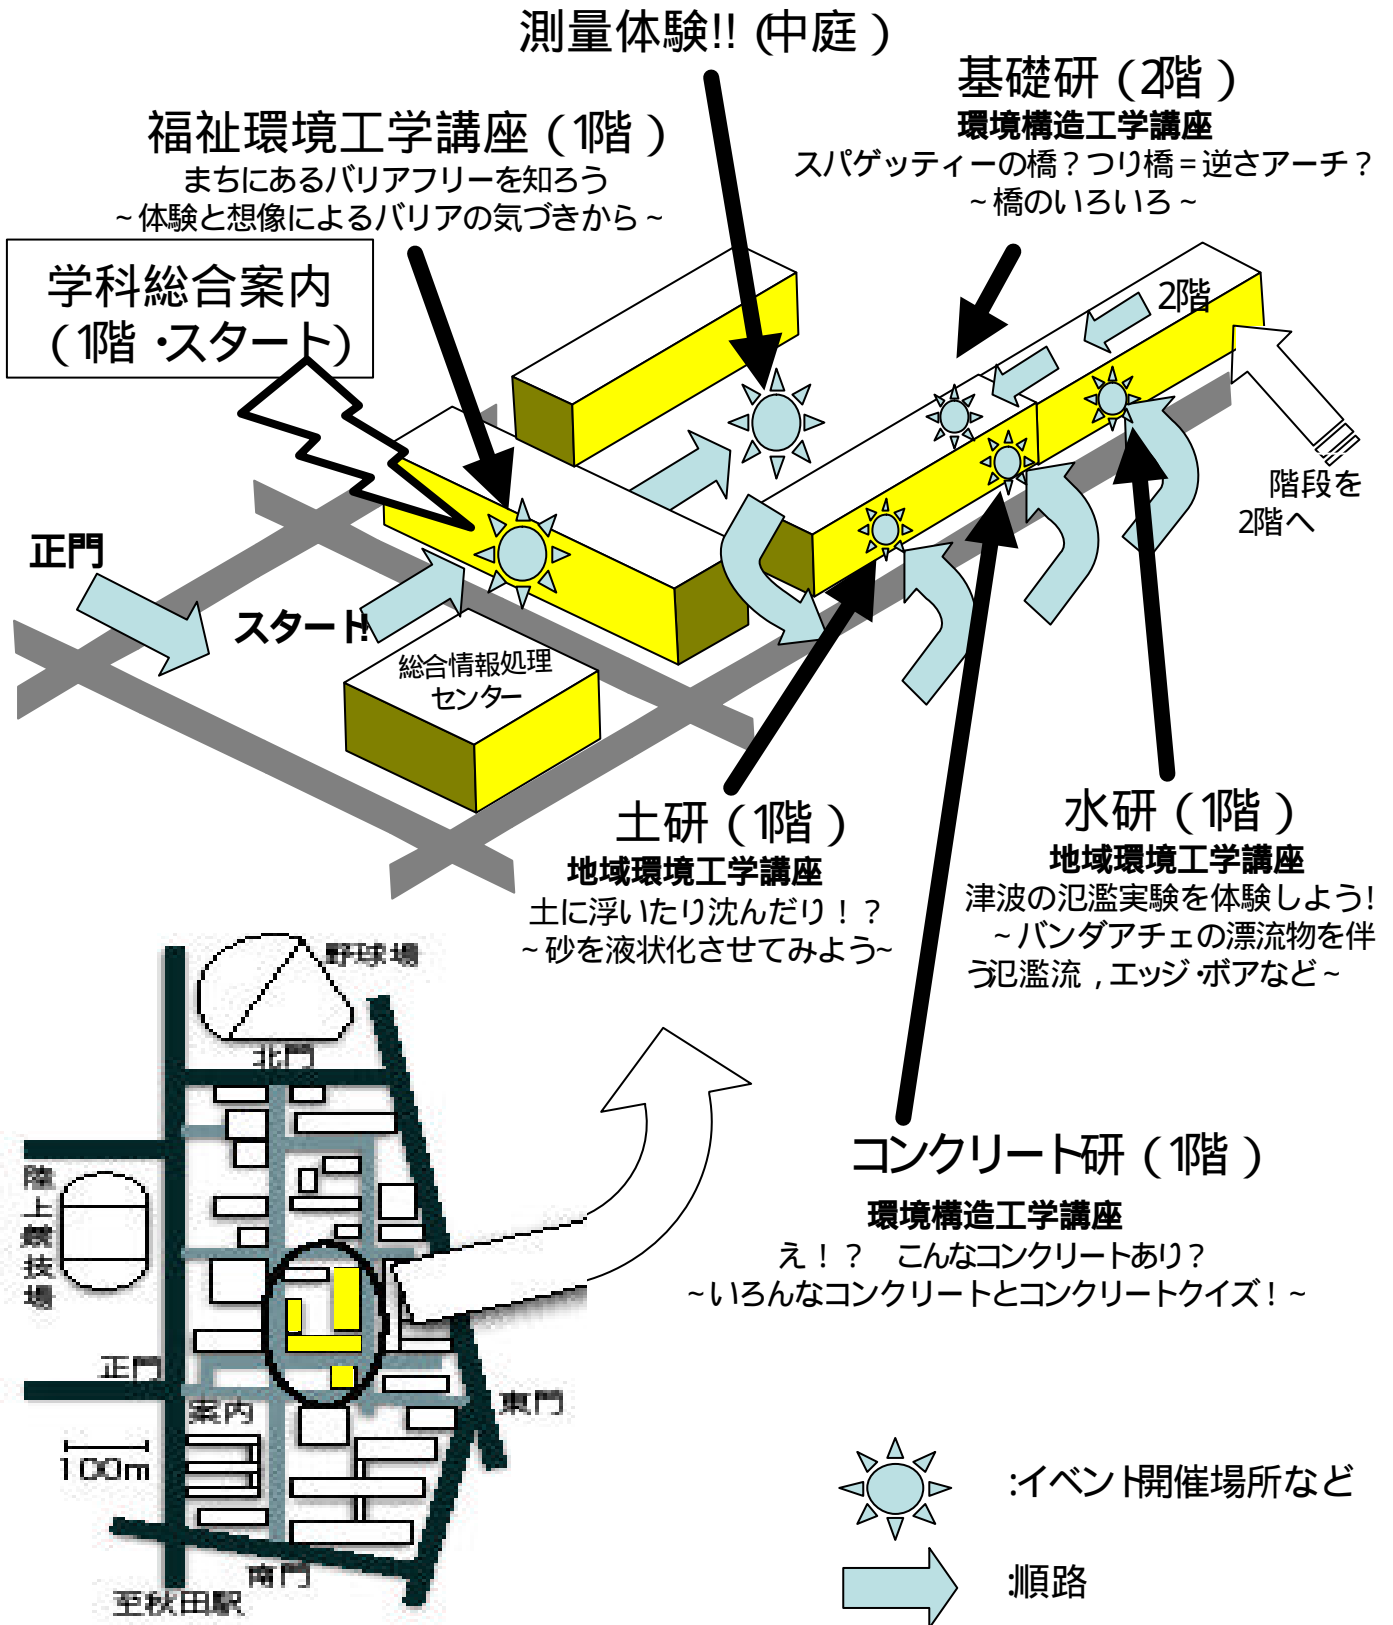 測量体験!!(中庭)
基礎研(2階)
環境構造工学講座
スパゲッティーの橋?つり橋=逆さアーチ?
~橋のいろいろ~
福祉環境工学講座(1階)
まちにあるバリアフリーを知ろう
~体験と想像によるバリアの気づきから~
学科総合案内
(1階・スタート)
2階
階段を
2階へ
正門
スタート!
総合情報処理
センター
土研(1階)
地域環境工学講座
土に浮いたり沈んだり!?
~砂を液状化させてみよう~
水研(1階)
地域環境工学講座
津波の氾濫実験を体験しよう!
~バンダアチェの漂流物を伴
う氾濫流,エッジ・ボアなど~
コンクリート研(1階)
環境構造工学講座
え!? こんなコンクリートあり?
~いろんなコンクリートとコンクリートクイズ!~
野球場
北門
陸上競技場
正門
案内
東門
100m
南門
至秋田駅
:イベント開催場所など
:順路